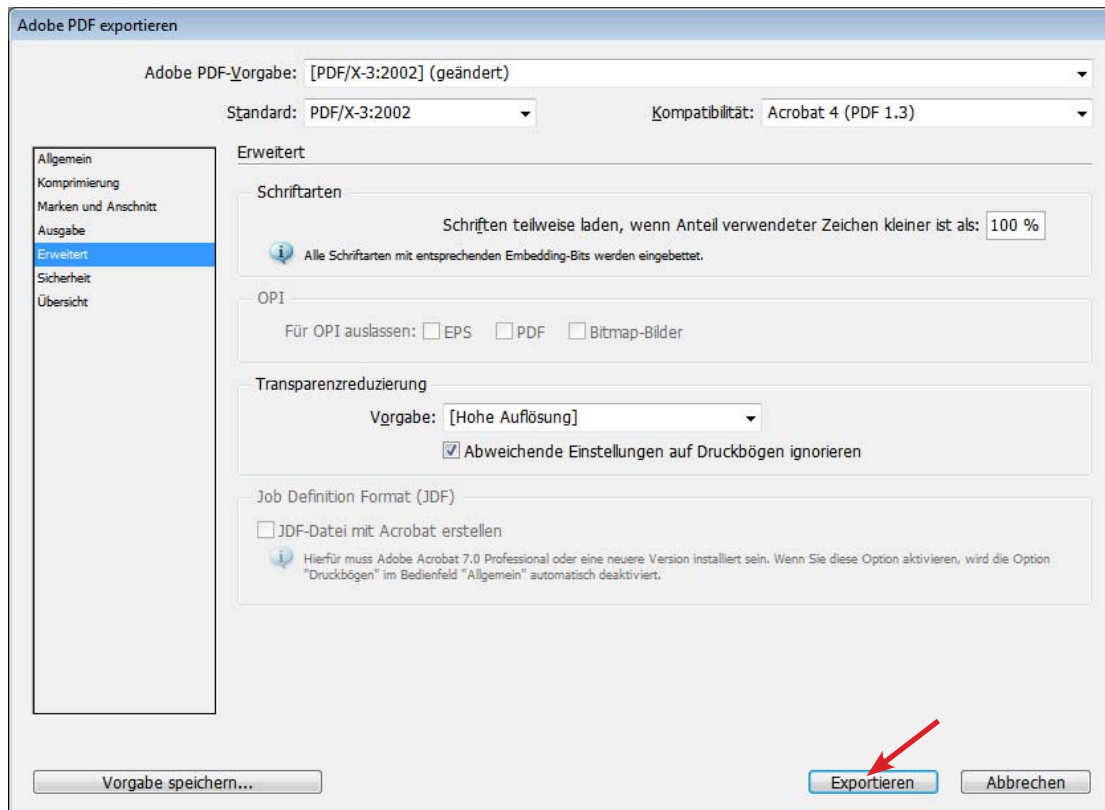 Adobe PDF exportieren
Adobe PDF-Vorgabe: [PDF/X-3:2002] (geändert)
Standard: PDF/X-3:2002 Kompatibilität: Acrobat 4 (PDF 1.3)
Allgemein
Komprimierung
Marken und Anschnitt
Ausgabe
Erweitert
Sicherheit
Übersicht
Erweitert
Schriftarten
Schriften teilweise laden, wenn Anteil verwendeter Zeichen kleiner ist als: 100 %
Alle Schriftarten mit entsprechenden Embedding-Bits werden eingebettet.
OPI
Für OPI auslassen: EPS PDF Bitmap-Bilder
Transparenzreduzierung
Vorgabe: [Hohe Auflösung]
Abweichende Einstellungen auf Druckbögen ignorieren
Job Definition Format (JDF)
JDF-Datei mit Acrobat erstellen
Hierfür muss Adobe Acrobat 7.0 Professional oder eine neuere Version installiert sein. Wenn Sie diese Option aktivieren, wird die Option
"Druckbögen" im Bedienfeld "Allgemein" automatisch deaktiviert.
Vorgabe speichern... Exportieren Abbrechen